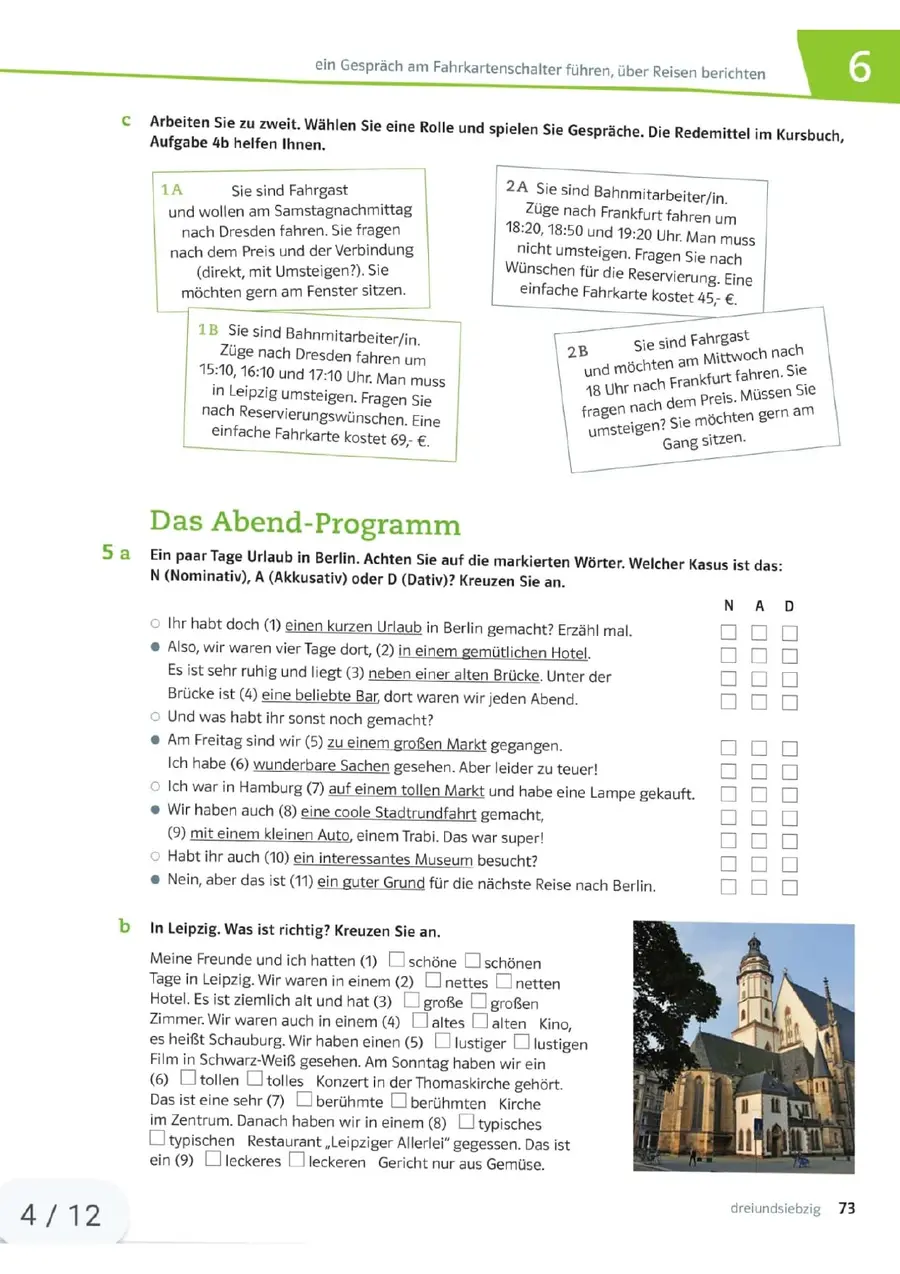 ein Gespräch am Fahrkartenschalter führen, über Reisen berichten
6
c Arbeiten Sie zu zweit. Wählen Sie eine Rolle und spielen Sie Gespräche. Die Redemittel im Kursbuch,
Aufgabe 4b helfen Ihnen.
1A Sie sind Fahrgast
und wollen am Samstagnachmittag
nach Dresden fahren. Sie fragen
nach dem Preis und der Verbindung
(direkt, mit Umsteigen?). Sie
möchten gern am Fenster sitzen.
2A Sie sind Bahnmitarbeiter/in.
Züge nach Frankfurt fahren um
18:20, 18:50 und 19:20 Uhr. Man muss
nicht umsteigen. Fragen Sie nach
Wünschen für die Reservierung. Eine
einfache Fahrkarte kostet 45,- €.
1B Sie sind Bahnmitarbeiter/in.
Züge nach Dresden fahren um
15:10, 16:10 und 17:10 Uhr. Man muss
in Leipzig umsteigen. Fragen Sie
nach Reservierungswünschen. Eine
einfache Fahrkarte kostet 69,- €.
2B Sie sind Fahrgast
und möchten am Mittwoch nach
18 Uhr nach Frankfurt fahren. Sie
fragen nach dem Preis. Müssen Sie
umsteigen? Sie möchten gern am
Gang sitzen.
Das Abend-Programm
5 a Ein paar Tage Urlaub in Berlin. Achten Sie auf die markierten Wörter. Welcher Kasus ist das:
N (Nominativ), A (Akkusativ) oder D (Dativ)? Kreuzen Sie an.
N A D
Ihr habt doch (1) einen kurzen Urlaub in Berlin gemacht? Erzähl mal.
Also, wir waren vier Tage dort, (2) in einem gemütlichen Hotel.
Es ist sehr ruhig und liegt (3) neben einer alten Brücke. Unter der
Brücke ist (4) eine beliebte Bar, dort waren wir jeden Abend.
Und was habt ihr sonst noch gemacht?
Am Freitag sind wir (5) zu einem großen Markt gegangen.
Ich habe (6) wunderbare Sachen gesehen. Aber leider zu teuer!
Ich war in Hamburg (7) auf einem tollen Markt und habe eine Lampe gekauft.
Wir haben auch (8) eine coole Stadtrundfahrt gemacht,
(9) mit einem kleinen Auto, einem Trabi. Das war super!
Habt ihr auch (10) ein interessantes Museum besucht?
Nein, aber das ist (11) ein guter Grund für die nächste Reise nach Berlin.
b In Leipzig. Was ist richtig? Kreuzen Sie an.
Meine Freunde und ich hatten (1) schöne schönen
Tage in Leipzig. Wir waren in einem (2) nettes netten
Hotel. Es ist ziemlich alt und hat (3) große großen
Zimmer. Wir waren auch in einem (4) altes alten Kino,
es heißt Schauburg. Wir haben einen (5) lustiger lustigen
Film in Schwarz-Weiß gesehen. Am Sonntag haben wir ein
(6) tollen tolles Konzert in der Thomaskirche gehört.
Das ist eine sehr (7) berühmte berühmten Kirche
im Zentrum. Danach haben wir in einem (8) typisches
typischen Restaurant „Leipziger Allerlei" gegessen. Das ist
ein (9) leckeres leckeren Gericht nur aus Gemüse.
dreiundsiebzig 73
4 / 12